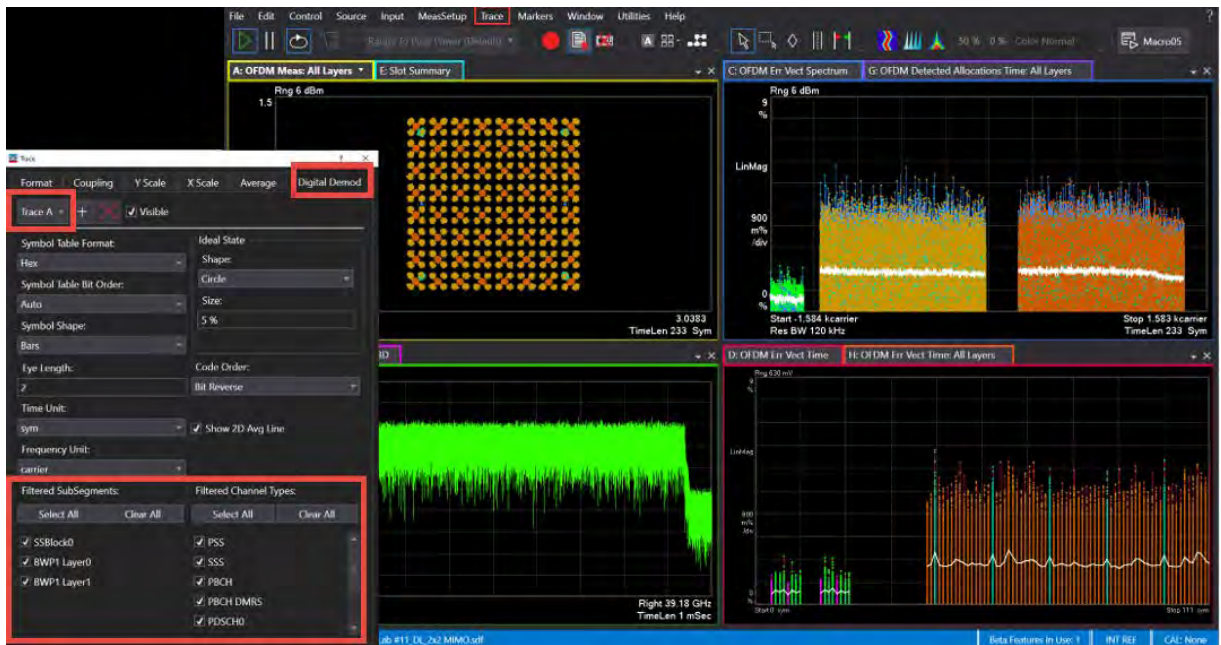 File Edit Control Source Input MeasSetup Trace Markers Window Utilities Help
?
A
50 % 0 % Color Normal
Macro05
A: OFDM Meas: All Layers
E: Slot Summary
Rng 6 dBm
1.5
3.0383
TimeLen 233 Sym
C: OFDM Err Vect Spectrum
G: OFDM Detected Allocations Time: All Layers
Rng 6 dBm
9
%
LinMag
900
m%
/div
0
%
Start -1.584 kcarrier
Stop 1.583 kcarrier
Res BW 120 kHz
TimeLen 233 Sym
Trace
? X
Format Coupling Y Scale X Scale Average Digital Demod
Trace A
Visible
Symbol Table Format:
Hex
Symbol Table Bit Order:
Auto
Symbol Shape:
Bars
Eye Length:
2
Time Unit:
sym
Frequency Unit:
carrier
Ideal State
Shape:
Circle
Size:
5 %
Code Order:
Bit Reverse
Show 2D Avg Line
Filtered SubSegments:
Select All Clear All
SSBlock0
BWP1 Layer0
BWP1 Layer1
Filtered Channel Types:
Select All Clear All
PSS
SSS
PBCH
PBCH DMRS
PDSCH0
Right 39.18 GHz
TimeLen 1 mSec
D: OFDM Err Vect Time
H: OFDM Err Vect Time: All Layers
Rng 630 mV
9
%
LinMag
900
m%
/div
0
%
Start 0 sym
Stop 111 sym
#11_DL_2x2 MIMO.sdf
Beta Features In Use: 1
INT REF
CAL: None